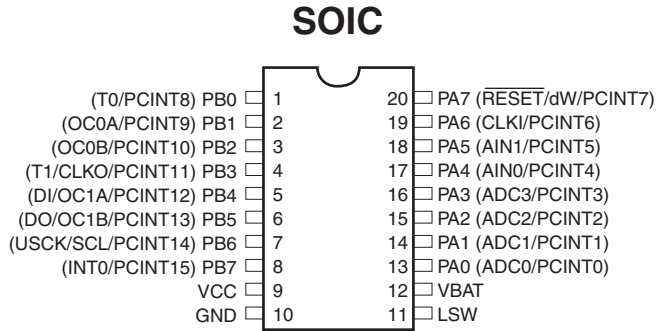 SOIC
(T0/PCINT8) PB0 1 20 PA7 (RESET/dW/PCINT7)
(OC0A/PCINT9) PB1 2 19 PA6 (CLKI/PCINT6)
(OC0B/PCINT10) PB2 3 18 PA5 (AIN1/PCINT5)
(T1/CLKO/PCINT11) PB3 4 17 PA4 (AIN0/PCINT4)
(DI/OC1A/PCINT12) PB4 5 16 PA3 (ADC3/PCINT3)
(DO/OC1B/PCINT13) PB5 6 15 PA2 (ADC2/PCINT2)
(USCK/SCL/PCINT14) PB6 7 14 PA1 (ADC1/PCINT1)
(INT0/PCINT15) PB7 8 13 PA0 (ADC0/PCINT0)
VCC 9 12 VBAT
GND 10 11 LSW